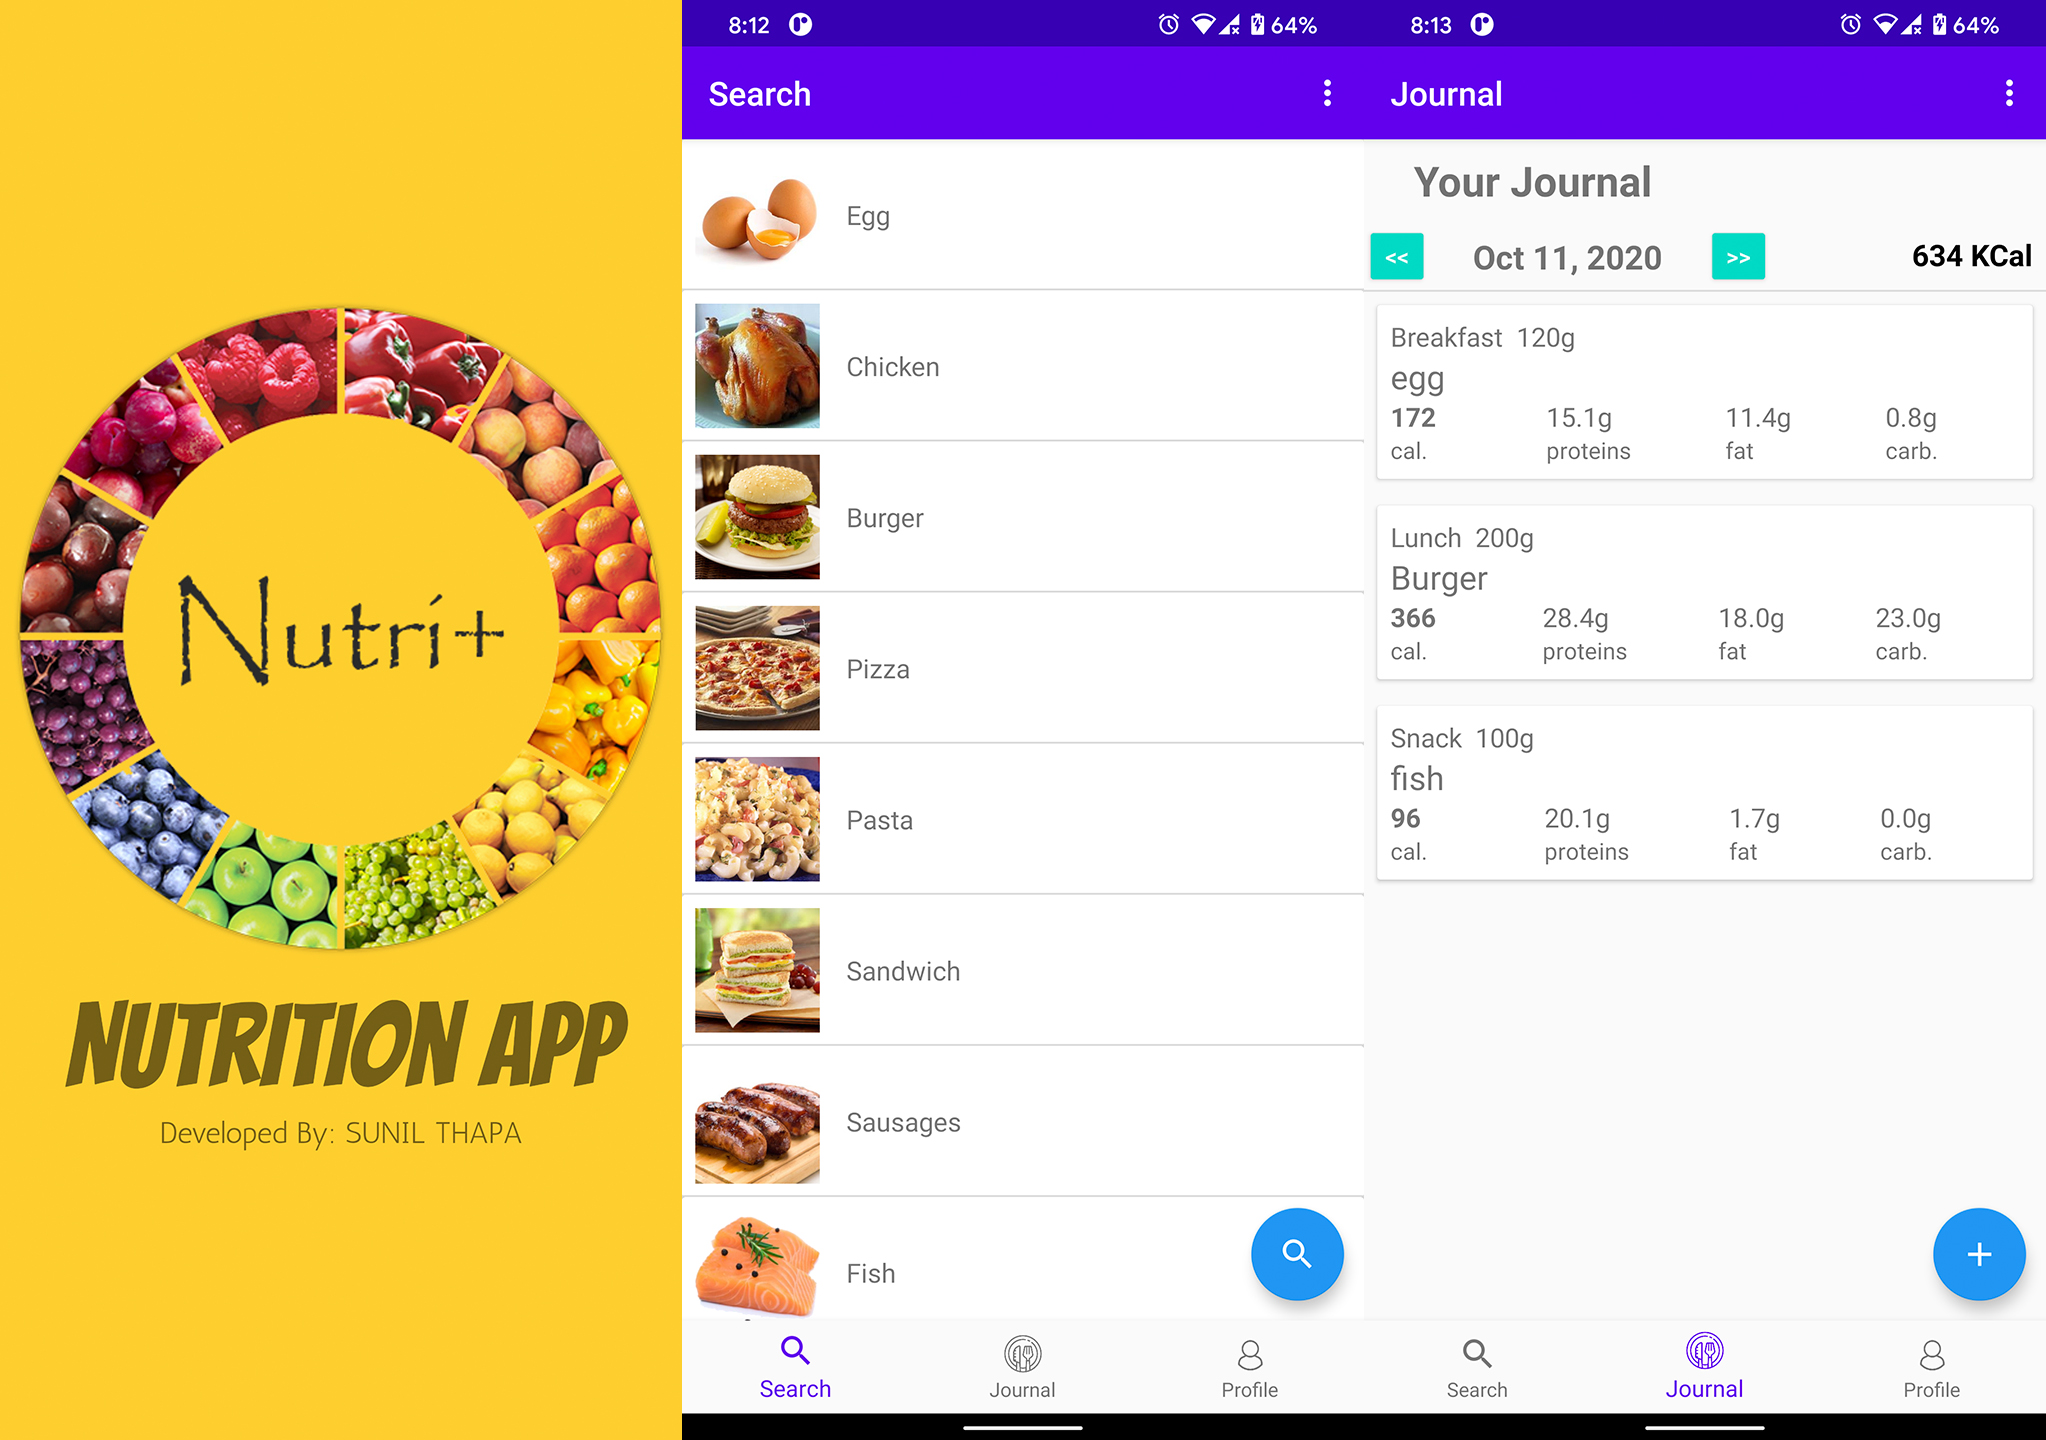 Nutri+
NUTRITION APP
Developed By: SUNIL THAPA
8:12 64%
Search
Egg
Chicken
Burger
Pizza
Pasta
Sandwich
Sausages
Fish
Search Journal Profile
8:13 64%
Journal
Your Journal
<< Oct 11, 2020 >> 634 KCal
Breakfast 120g
egg
172 15.1g 11.4g 0.8g
cal. proteins fat carb.
Lunch 200g
Burger
366 28.4g 18.0g 23.0g
cal. proteins fat carb.
Snack 100g
fish
96 20.1g 1.7g 0.0g
cal. proteins fat carb.
Search Journal Profile